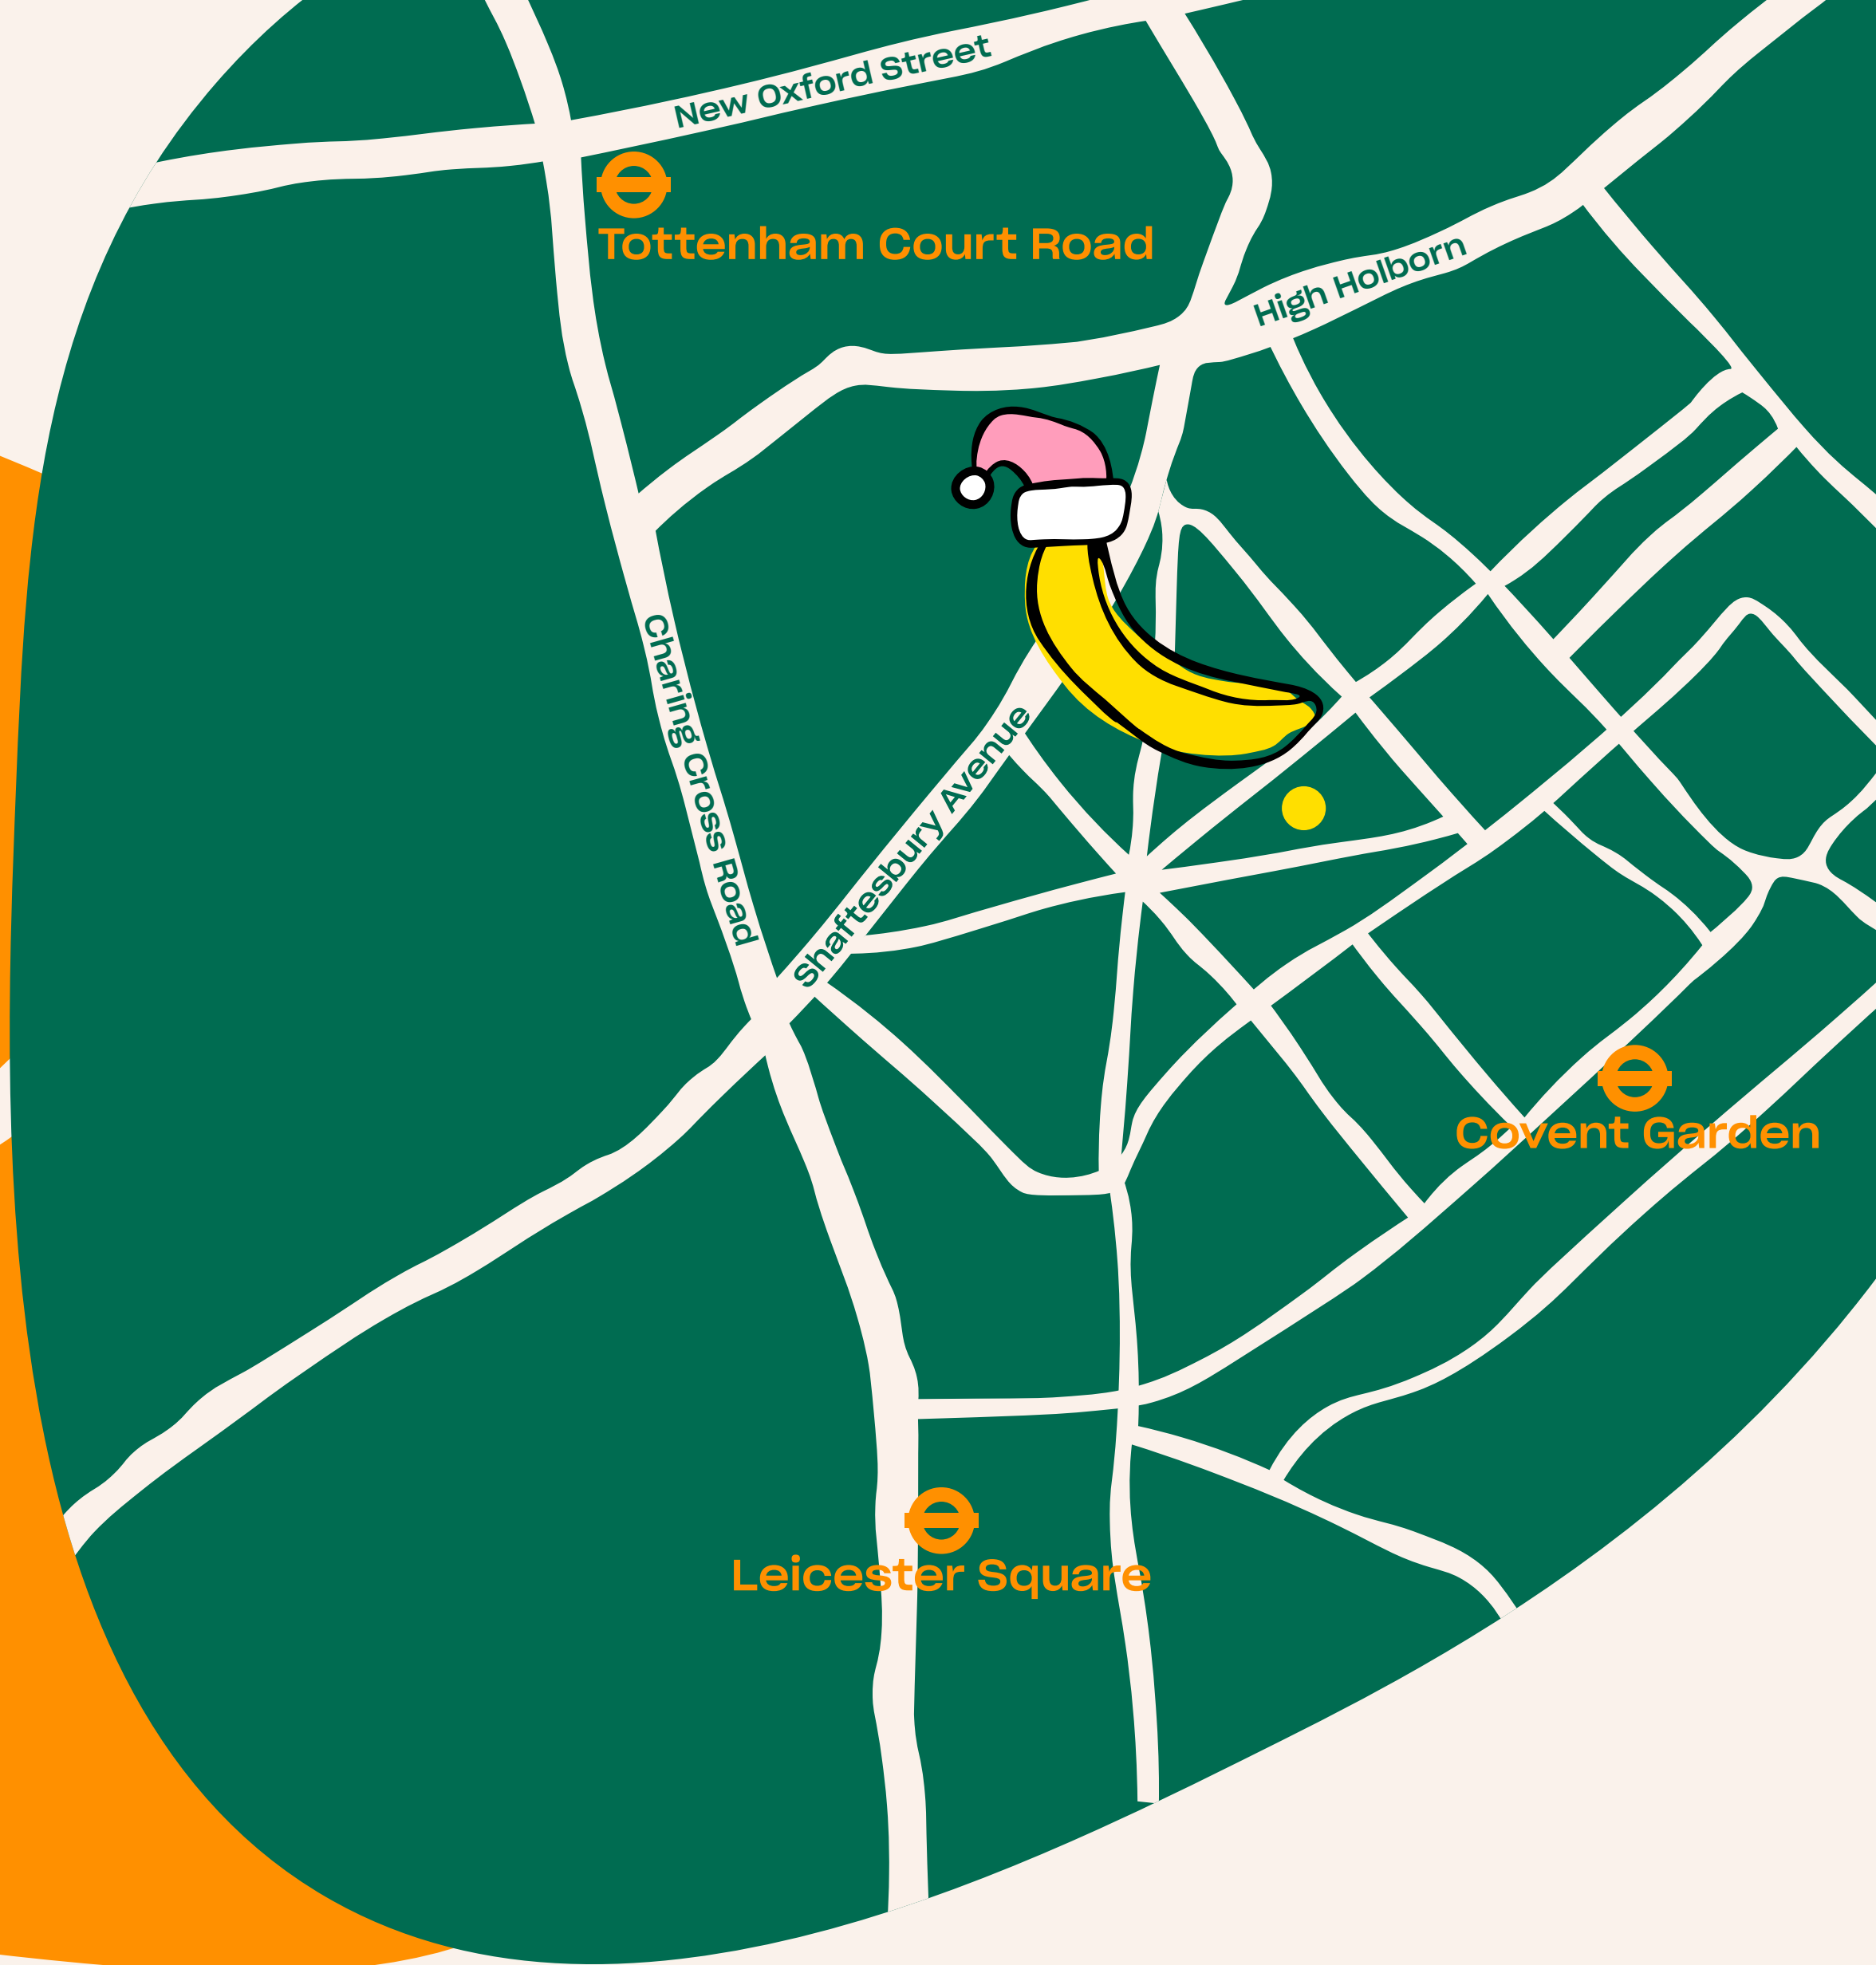 New Oxford Street
Tottenham Court Road
High Holborn
Charing Cross Road
Shaftesbury Avenue
Covent Garden
Leicester Square